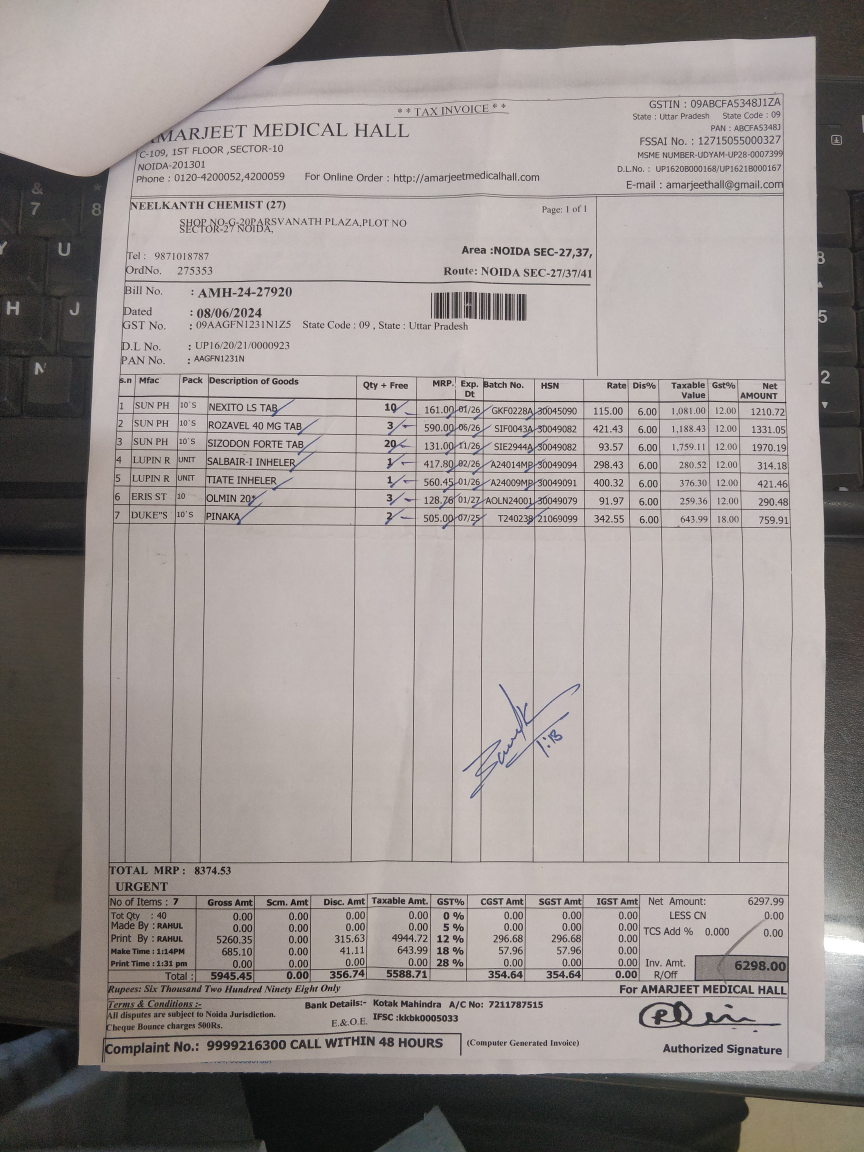 * * TAX INVOICE * *
AMARJEET MEDICAL HALL
C-109, 1ST FLOOR ,SECTOR-10
NOIDA-201301
Phone : 0120-4200052,4200059 For Online Order : http://amarjeetmedicalhall.com
GSTIN : 09ABCFA5348J1ZA
State : Uttar Pradesh State Code : 09
PAN : ABCFA5348J
FSSAI No. : 12715055000327
MSME NUMBER-UDYAM-UP28-0007399
D.L.No. : UP1620B000168/UP1621B000167
E-mail : amarjeethall@gmail.com
NEELKANTH CHEMIST (27) Page: 1 of 1
SHOP NO-G-20PARSVANATH PLAZA,PLOT NO
SECTOR-27 NOIDA,
Tel : 9871018787 Area :NOIDA SEC-27,37,
OrdNo. 275353 Route: NOIDA SEC-27/37/41
Bill No. : AMH-24-27920
Dated : 08/06/2024
GST No. : 09AAGFN1231N1Z5 State Code : 09 , State : Uttar Pradesh
D.L No. : UP16/20/21/0000923
PAN No. : AAGFN1231N
s.n Mfac Pack Description of Goods Qty + Free MRP. Exp. Dt Batch No. HSN Rate Dis% Taxable Value Gst% Net AMOUNT
1 SUN PH 10`S NEXITO LS TAB 10 161.00 01/26 GKF0228A 30045090 115.00 6.00 1,081.00 12.00 1210.72
2 SUN PH 10`S ROZAVEL 40 MG TAB 3 590.00 06/26 SIF0043A 30049082 421.43 6.00 1,188.43 12.00 1331.05
3 SUN PH 10`S SIZODON FORTE TAB 20 131.00 11/26 SIE2944A 30049082 93.57 6.00 1,759.11 12.00 1970.19
4 LUPIN R UNIT SALBAIR-I INHELER 1 417.80 02/26 A24014MP 30049094 298.43 6.00 280.52 12.00 314.18
5 LUPIN R UNIT TIATE INHELER 1 560.45 01/26 A24009MP 30049091 400.32 6.00 376.30 12.00 421.46
6 ERIS ST 10 OLMIN 20* 3 128.76 01/27 AOLN24001 30049079 91.97 6.00 259.36 12.00 290.48
7 DUKE"S 10`S PINAKA 2 505.00 07/25 T240239 21069099 342.55 6.00 643.99 18.00 759.91
1:15
TOTAL MRP : 8374.53
URGENT
No of Items : 7 Gross Amt Scm. Amt Disc. Amt Taxable Amt. GST% CGST Amt SGST Amt IGST Amt
Tot Qty : 40 0.00 0.00 0.00 0.00 0 % 0.00 0.00 0.00
Made By : RAHUL 0.00 0.00 0.00 0.00 5 % 0.00 0.00 0.00
Print By : RAHUL 5260.35 0.00 315.63 4944.72 12 % 296.68 296.68 0.00
Make Time : 1:14PM 685.10 0.00 41.11 643.99 18 % 57.96 57.96 0.00
Print Time : 1:31 pm 0.00 0.00 0.00 0.00 28 % 0.00 0.00 0.00
Total : 5945.45 0.00 356.74 5588.71 354.64 354.64 0.00
Net Amount: 6297.99
LESS CN 0.00
TCS Add % 0.000 0.00
Inv. Amt. 6298.00
R/Off
Rupees: Six Thousand Two Hundred Ninety Eight Only For AMARJEET MEDICAL HALL
Terms & Conditions :-
All disputes are subject to Noida Jurisdiction.
Cheque Bounce charges 500Rs.
Bank Details:- Kotak Mahindra A/C No: 7211787515
E.& O.E. IFSC :kkbk0005033
Complaint No.: 9999216300 CALL WITHIN 48 HOURS (Computer Generated Invoice)
Authorized Signature